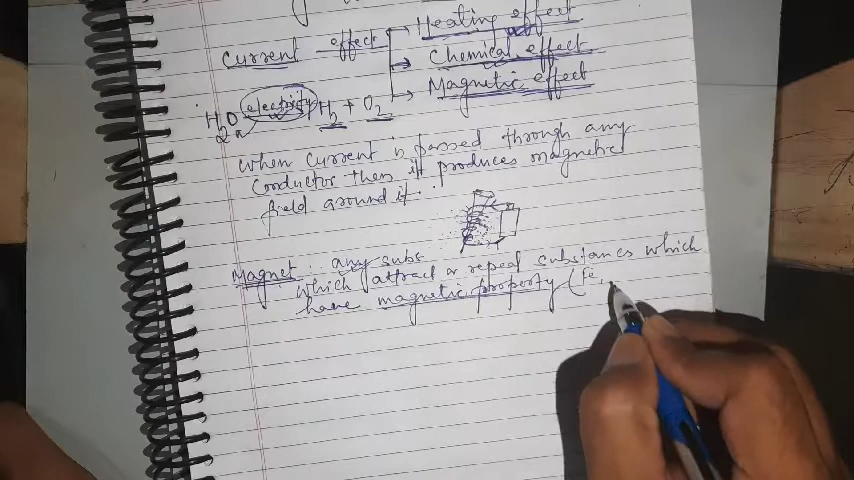 Heating effect
Current effect
Chemical effect
Magnetic effect
H2O electricity H2 + O2
When current is passed through any
conductor then it produces magnetic
field around it.
Magnet : any subs
which attract or repeal substances which
have magnetic property (Fe,